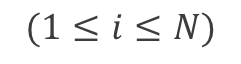 (1 ≤ i ≤ N)